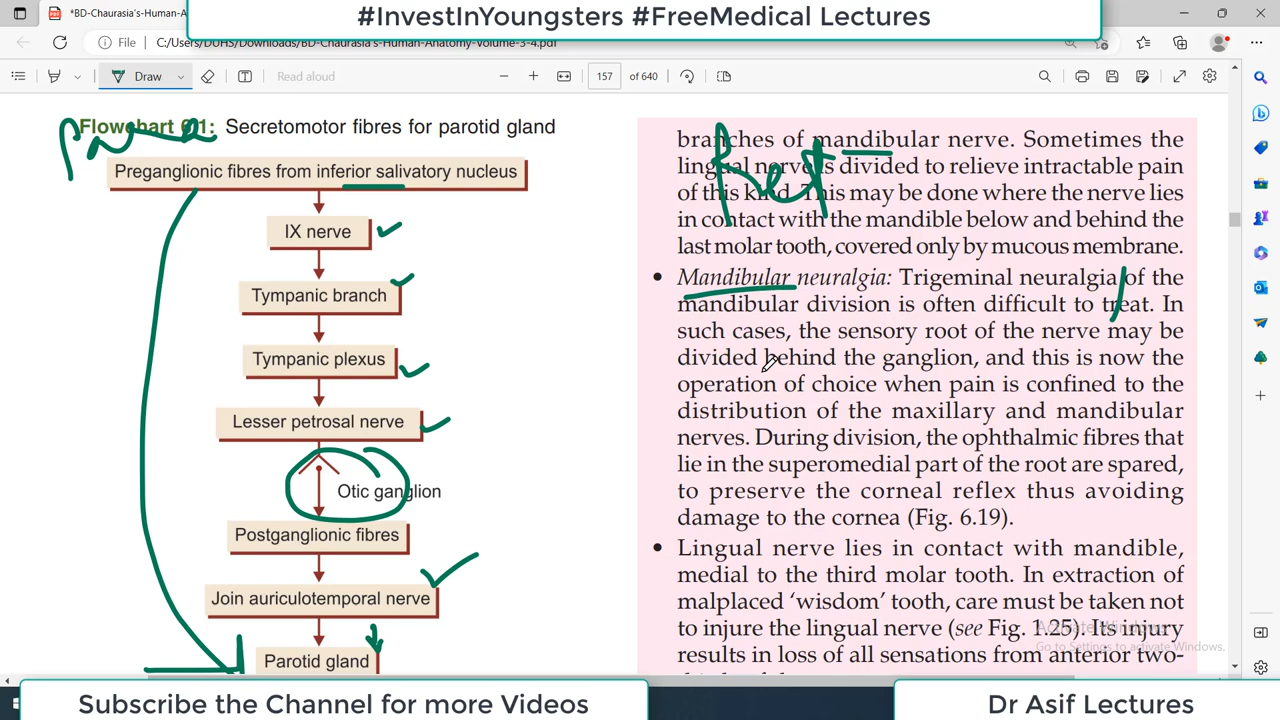 #InvestInYoungsters #FreeMedical Lectures
*BD-Chaurasia's-Human-A
File
C:/Users/DUHS/Downloads/BD-Chaurasia's-Human-Anatomy-Volume-3-4.pdf
Draw
Read aloud
157 of 640
Flowchart 6.1: Secretomotor fibres for parotid gland
Preganglionic fibres from inferior salivatory nucleus
IX nerve
Tympanic branch
Tympanic plexus
Lesser petrosal nerve
Otic ganglion
Postganglionic fibres
Join auriculotemporal nerve
Parotid gland
branches of mandibular nerve. Sometimes the
lingual nerve is divided to relieve intractable pain
of this kind. This may be done where the nerve lies
in contact with the mandible below and behind the
last molar tooth, covered only by mucous membrane.
• Mandibular neuralgia: Trigeminal neuralgia of the
mandibular division is often difficult to treat. In
such cases, the sensory root of the nerve may be
divided behind the ganglion, and this is now the
operation of choice when pain is confined to the
distribution of the maxillary and mandibular
nerves. During division, the ophthalmic fibres that
lie in the superomedial part of the root are spared,
to preserve the corneal reflex thus avoiding
damage to the cornea (Fig. 6.19).
• Lingual nerve lies in contact with mandible,
medial to the third molar tooth. In extraction of
malplaced ‘wisdom’ tooth, care must be taken not
to injure the lingual nerve (see Fig. 1.25). Its injury
results in loss of all sensations from anterior two-
Activate Windows
Go to Settings to activate Windows.
Subscribe the Channel for more Videos
Dr Asif Lectures